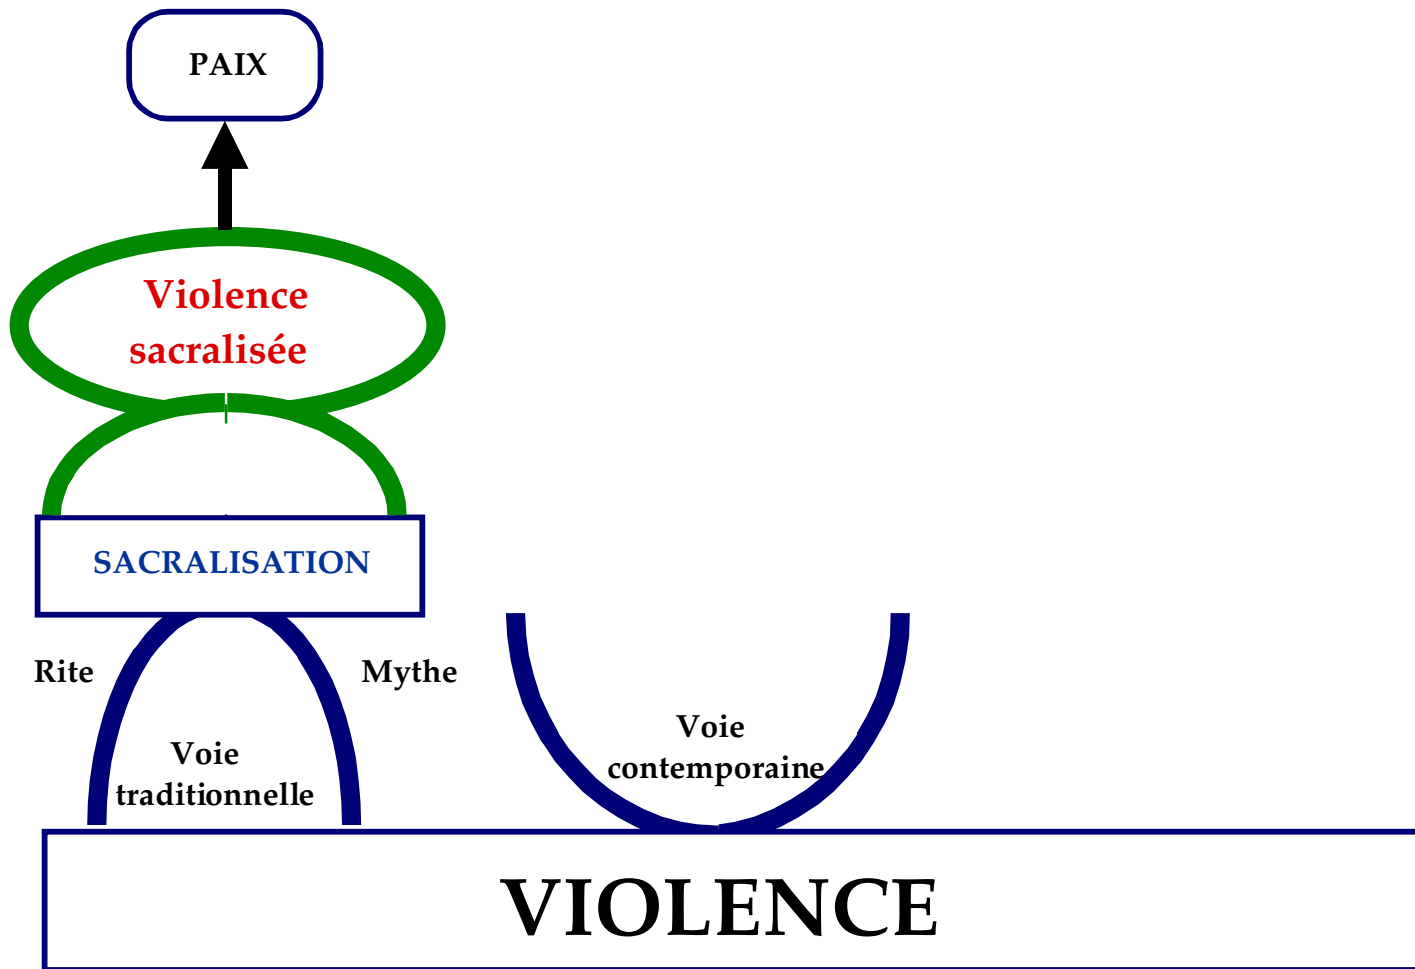 PAIX
Violence
sacralisée
SACRALISATION
Rite
Mythe
Voie
traditionnelle
Voie
contemporaine
VIOLENCE